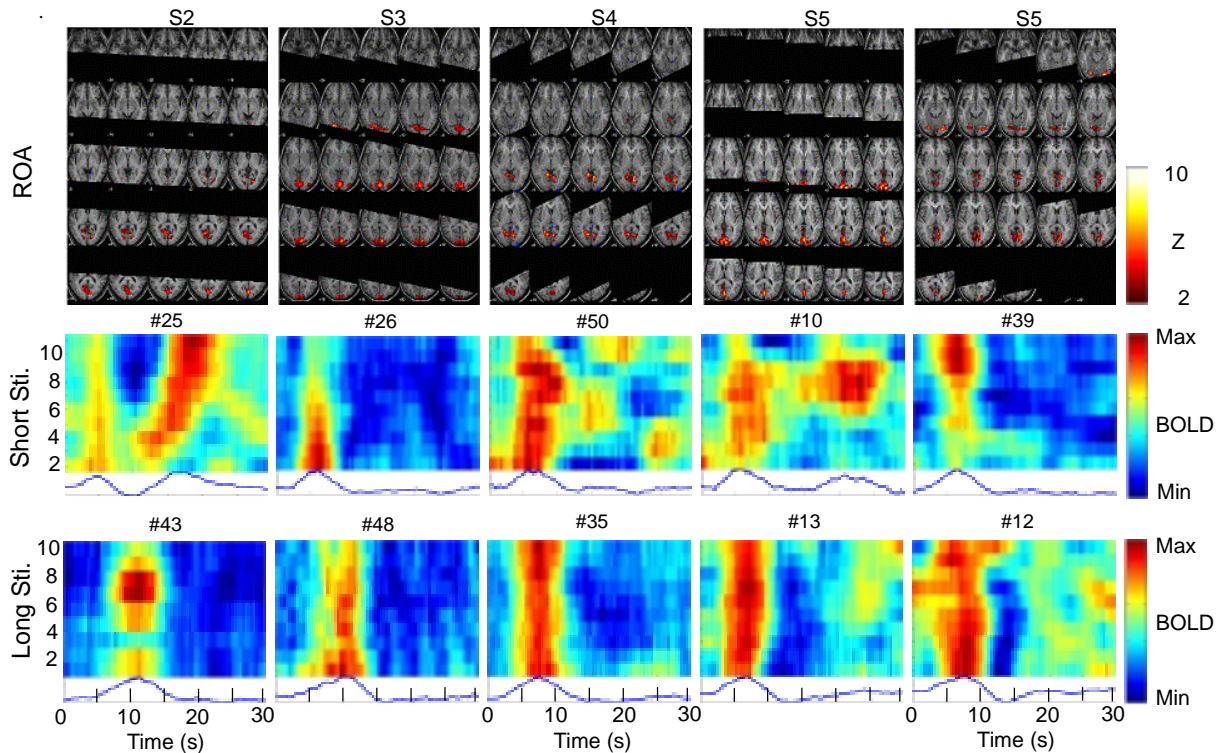 S2 S3 S4 S5 S5
ROA
10
Z
2
#25 #26 #50 #10 #39
Short Sti.
10
8
6
4
2
Max
BOLD
Min
#43 #48 #35 #13 #12
Long Sti.
10
8
6
4
2
Max
BOLD
Min
0 10 20 30 0 10 20 30 0 10 20 30
Time (s) Time (s) Time (s)